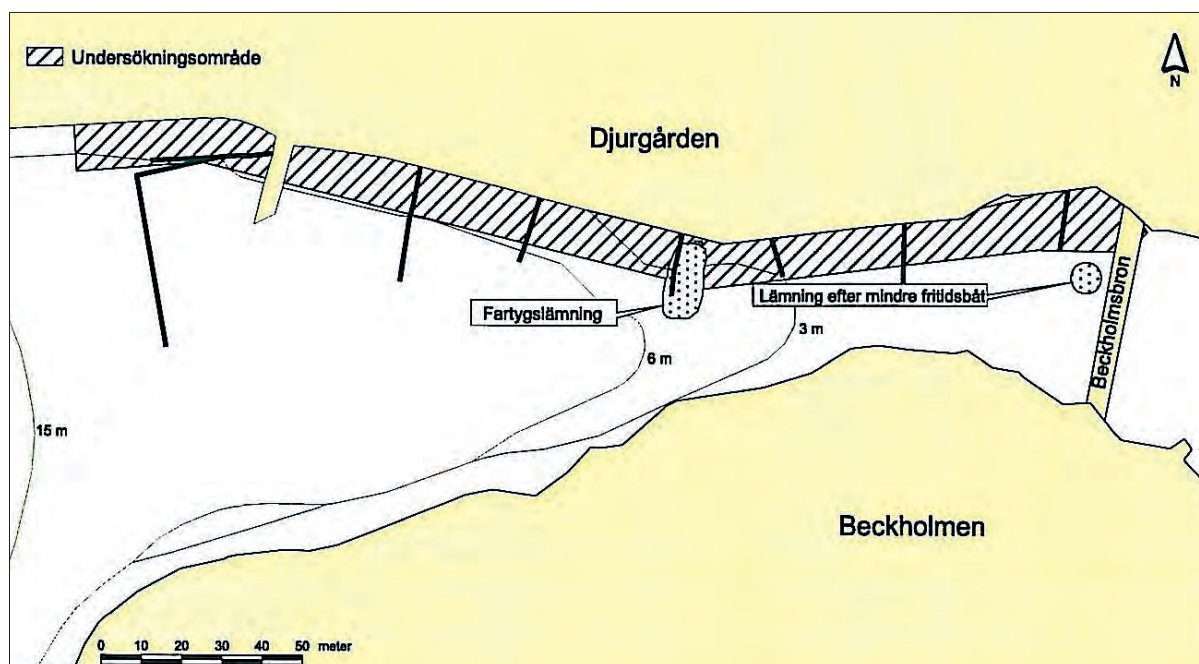 Undersökningsområde
N
Djurgården
Fartygslämning
Lämning efter mindre fritidsbåt
Beckholmsbron
3 m
6 m
15 m
Beckholmen
0 10 20 30 40 50 meter